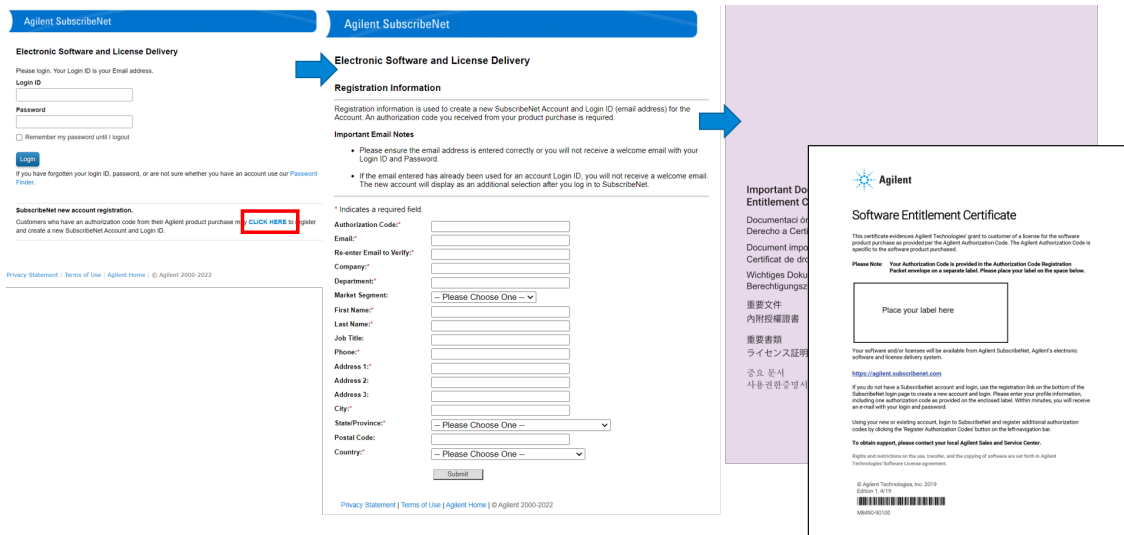 Agilent SubscribeNet
Electronic Software and License Delivery
Please login. Your Login ID is your Email address.
Login ID
Password
Remember my password until I logout
Login
If you have forgotten your login ID, password, or are not sure whether you have an account use our Password
Finder.
SubscribeNet new account registration.
Customers who have an authorization code from their Agilent product purchase may CLICK HERE to register
and create a new SubscribeNet Account and Login ID.
Privacy Statement | Terms of Use | Agilent Home | © Agilent 2000-2022
Agilent SubscribeNet
Electronic Software and License Delivery
Registration Information
Registration information is used to create a new SubscribeNet Account and Login ID (email address) for the
Account. An authorization code you received from your product purchase is required.
Important Email Notes
• Please ensure the email address is entered correctly or you will not receive a welcome email with your
Login ID and Password.
• If the email entered has already been used for an account Login ID, you will not receive a welcome email.
The new account will display as an additional selection after you log in to SubscribeNet.
* Indicates a required field.
Authorization Code:*
Email:*
Re-enter Email to Verify:*
Company:*
Department:*
Market Segment: -- Please Choose One --
First Name:*
Last Name:*
Job Title:
Phone:*
Address 1:*
Address 2:
Address 3:
City:*
State/Province:* -- Please Choose One --
Postal Code:
Country:* -- Please Choose One --
Submit
Privacy Statement | Terms of Use | Agilent Home | © Agilent 2000-2022
Important Do
Entitlement C
Documentaci ór
Derecho a Certi
Document impo
Certificat de dro
Wichtiges Doku
Berechtigungsz
重要文件
內附授權證書
重要書類
ライセンス証明
중요 문서
사용권한증명서
Agilent
Software Entitlement Certificate
This certificate evidences Agilent Technologies' grant to customer of a license for the software
product purchase as provided per the Agilent Authorization Code. The Agilent Authorization Code is
specific to the software product purchased.
Please Note: Your Authorization Code is provided in the Authorization Code Registration
Packet envelope on a separate label. Please place your label on the space below.
Place your label here
Your software and/or licenses will be available from Agilent SubscribeNet, Agilent's electronic
software and license delivery system.
https://agilent.subscribenet.com
If you do not have a SubscribeNet account and login, use the registration link on the bottom of the
SubscribeNet login page to create a new account and login. Please enter your profile information,
including one authorization code as provided on the enclosed label. Within minutes, you will receive
an e-mail with your login and password.
Using your new or existing account, login to SubscribeNet and register additional authorization
codes by clicking the 'Register Authorization Codes' button on the left-navigation bar.
To obtain support, please contact your local Agilent Sales and Service Center.
Rights and restrictions on the use, transfer, and the copying of software are set forth in Agilent
Technologies' Software License agreement.
© Agilent Technologies, Inc. 2019
Edition 1, 4/19
M8490-90100